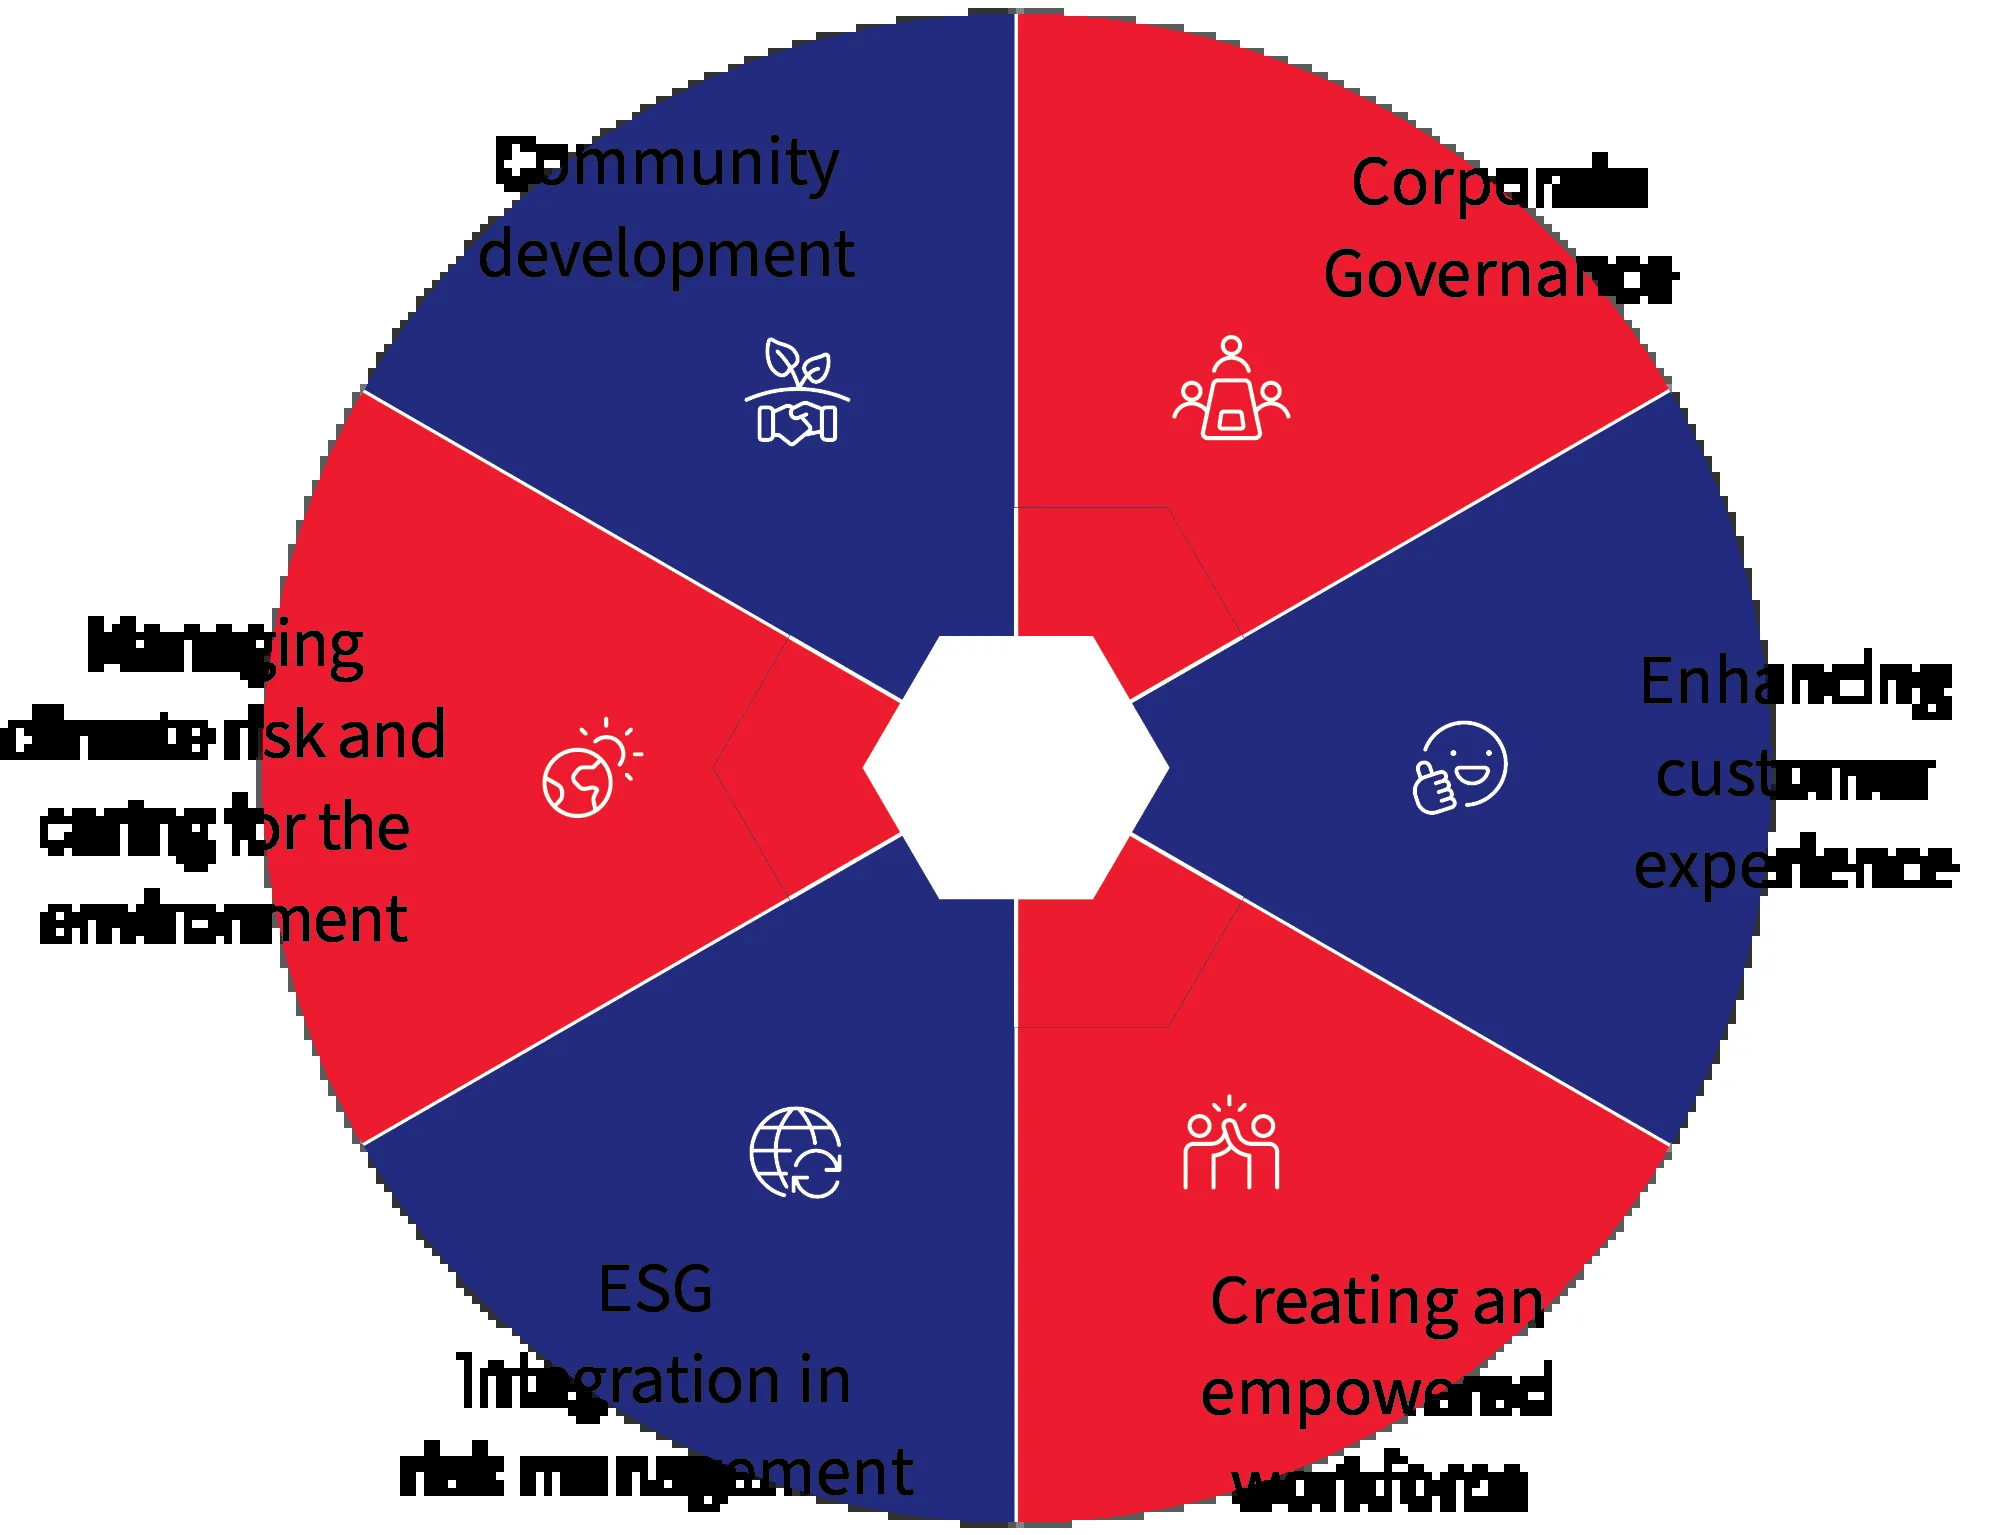 Community
development
Corporate
Governance
Managing
climate risk and
caring for the
environment
Enhancing
customer
experience
ESG
Integration in
risk management
Creating an
empowered
workforce